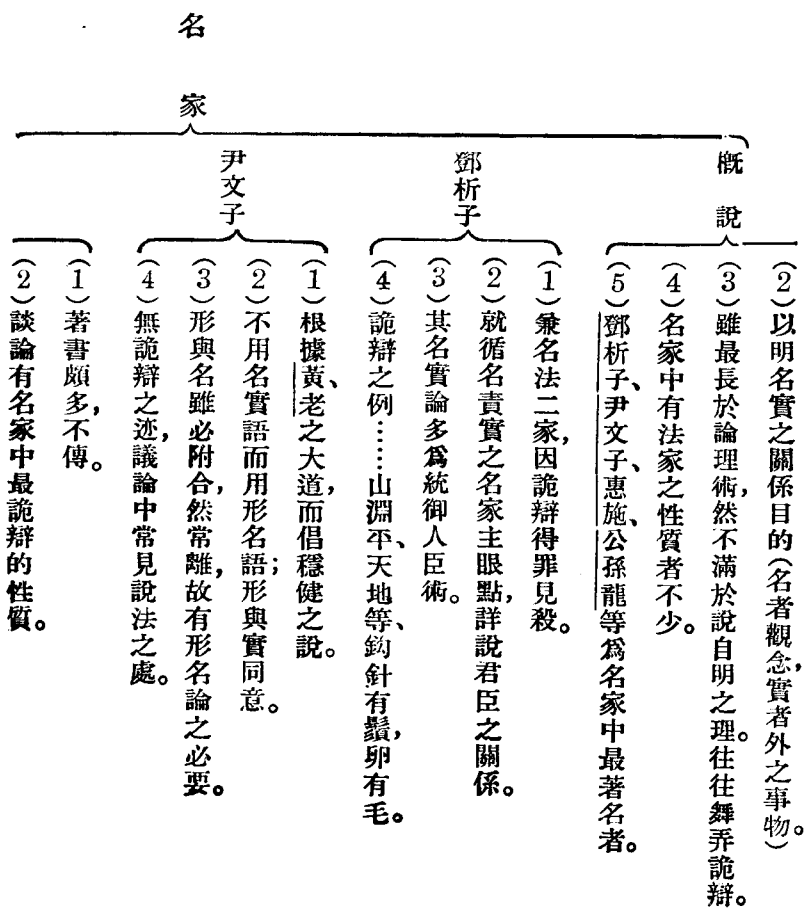 名家
概說
（2）以明名實之關係目的（名者觀念，實者外之事物。）
（3）雖最長於論理術，然不滿於說自明之理。往往舞弄詭辯。
（4）名家中有法家之性質者不少。
（5）鄧析子、尹文子、惠施、公孫龍等爲名家中最著名者。
鄧析子
（1）兼名法二家，因詭辯得罪見殺。
（2）就循名責實之名家主眼點，詳說君臣之關係。
（3）其名實論多爲統御人臣術。
（4）詭辯之例……山淵平、天地等、鈎針有鬚，卵有毛。
尹文子
（1）根據黃、老之大道，而倡穩健之說。
（2）不用名實語而用形名語；形與實同意。
（3）形與名雖必附合，然常離，故有形名論之必要。
（4）無詭辯之迹，議論中常見說法之處。
（1）著書頗多，不傳。
（2）談論有名家中最詭辯的性質。